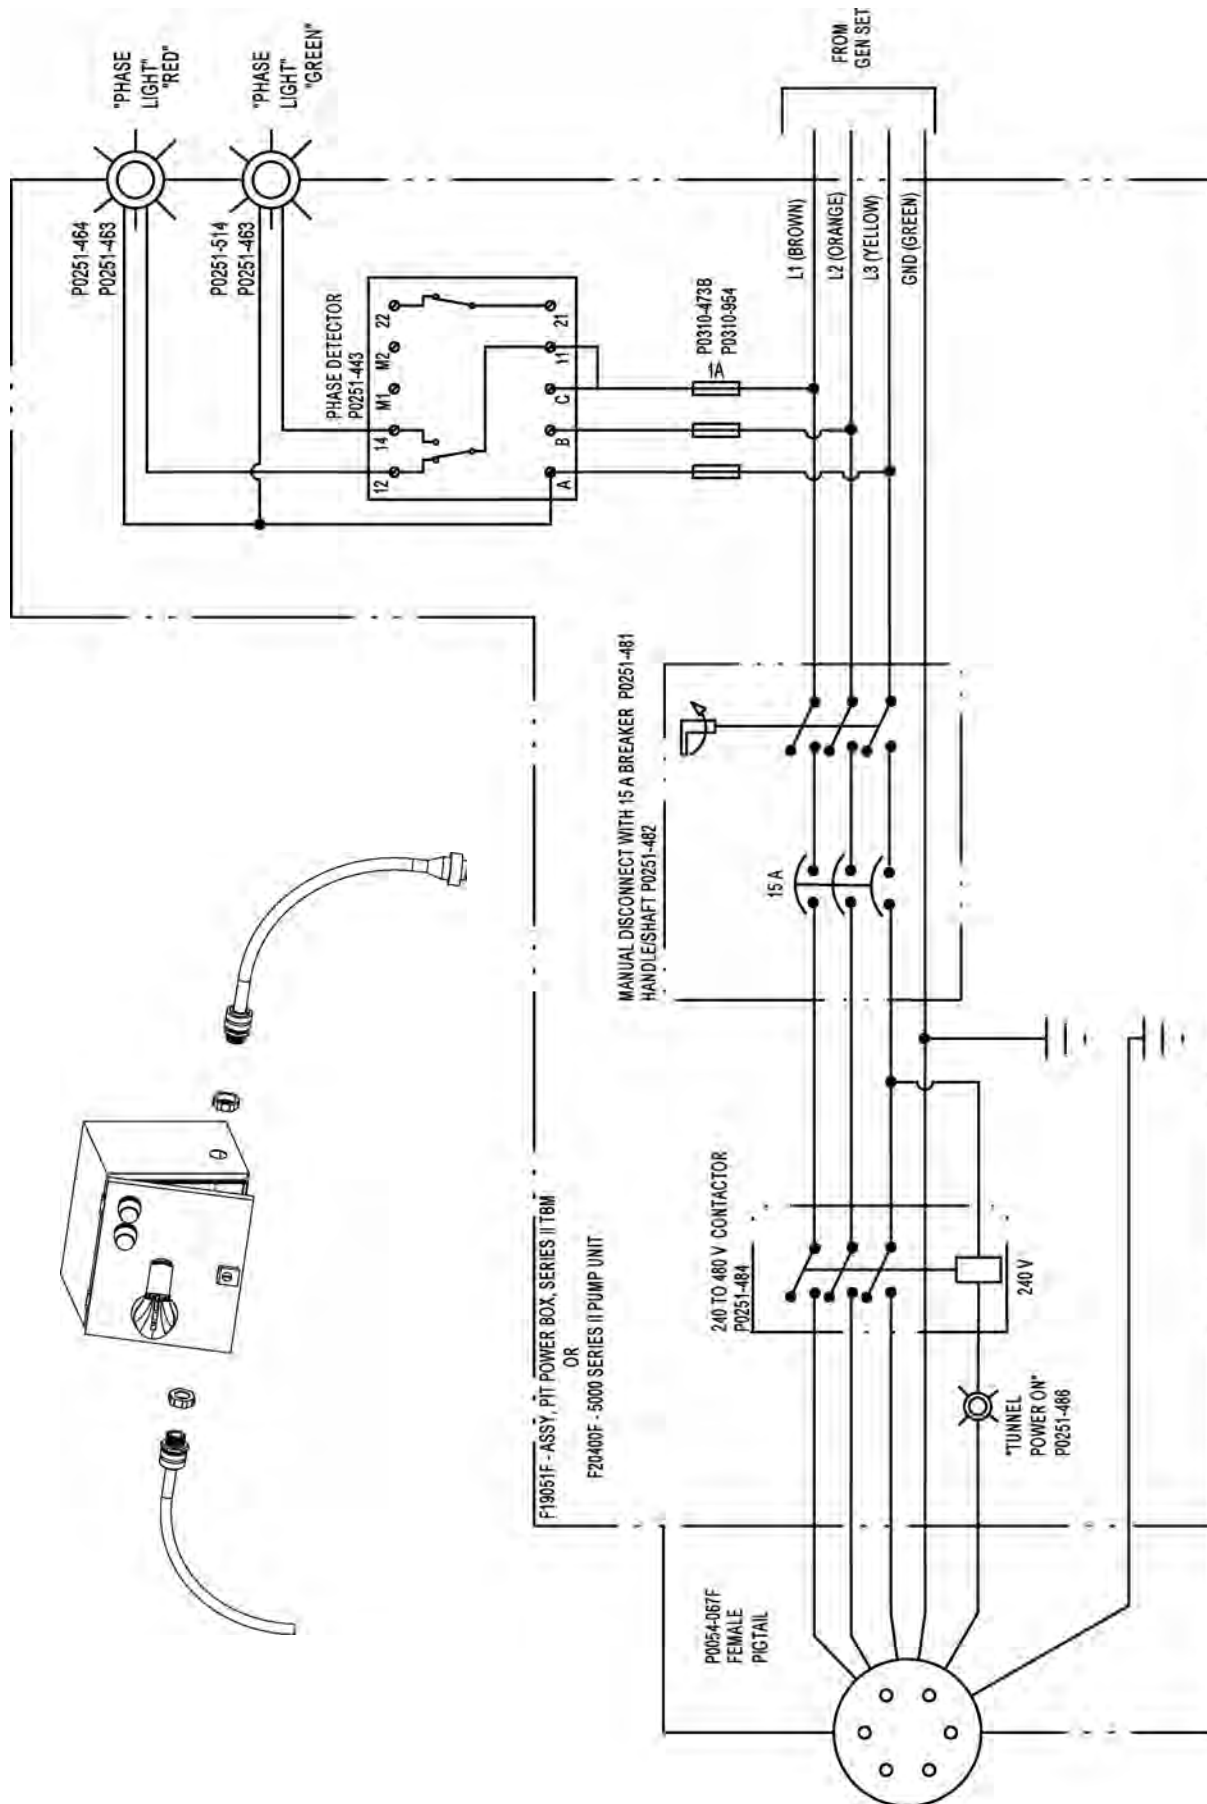 "PHASE
LIGHT"
"RED"
"PHASE
LIGHT"
"GREEN"
P0251-464
P0251-463
P0251-514
P0251-463
PHASE DETECTOR
P0251-443
12
14
M1
M2
22
A
B
C
11
21
1A
P0310-473B
P0310-954
FROM
GEN SET
L1 (BROWN)
L2 (ORANGE)
L3 (YELLOW)
GND (GREEN)
MANUAL DISCONNECT WITH 15 A BREAKER P0251-481
HANDLE/SHAFT P0251-482
15 A
F19051F - ASSY, PIT POWER BOX, SERIES II TBM
OR
F20400F - 5000 SERIES II PUMP UNIT
240 TO 480 V CONTACTOR
P0251-484
240 V
"TUNNEL
POWER ON"
P0251-486
P0054-067F
FEMALE
PIGTAIL